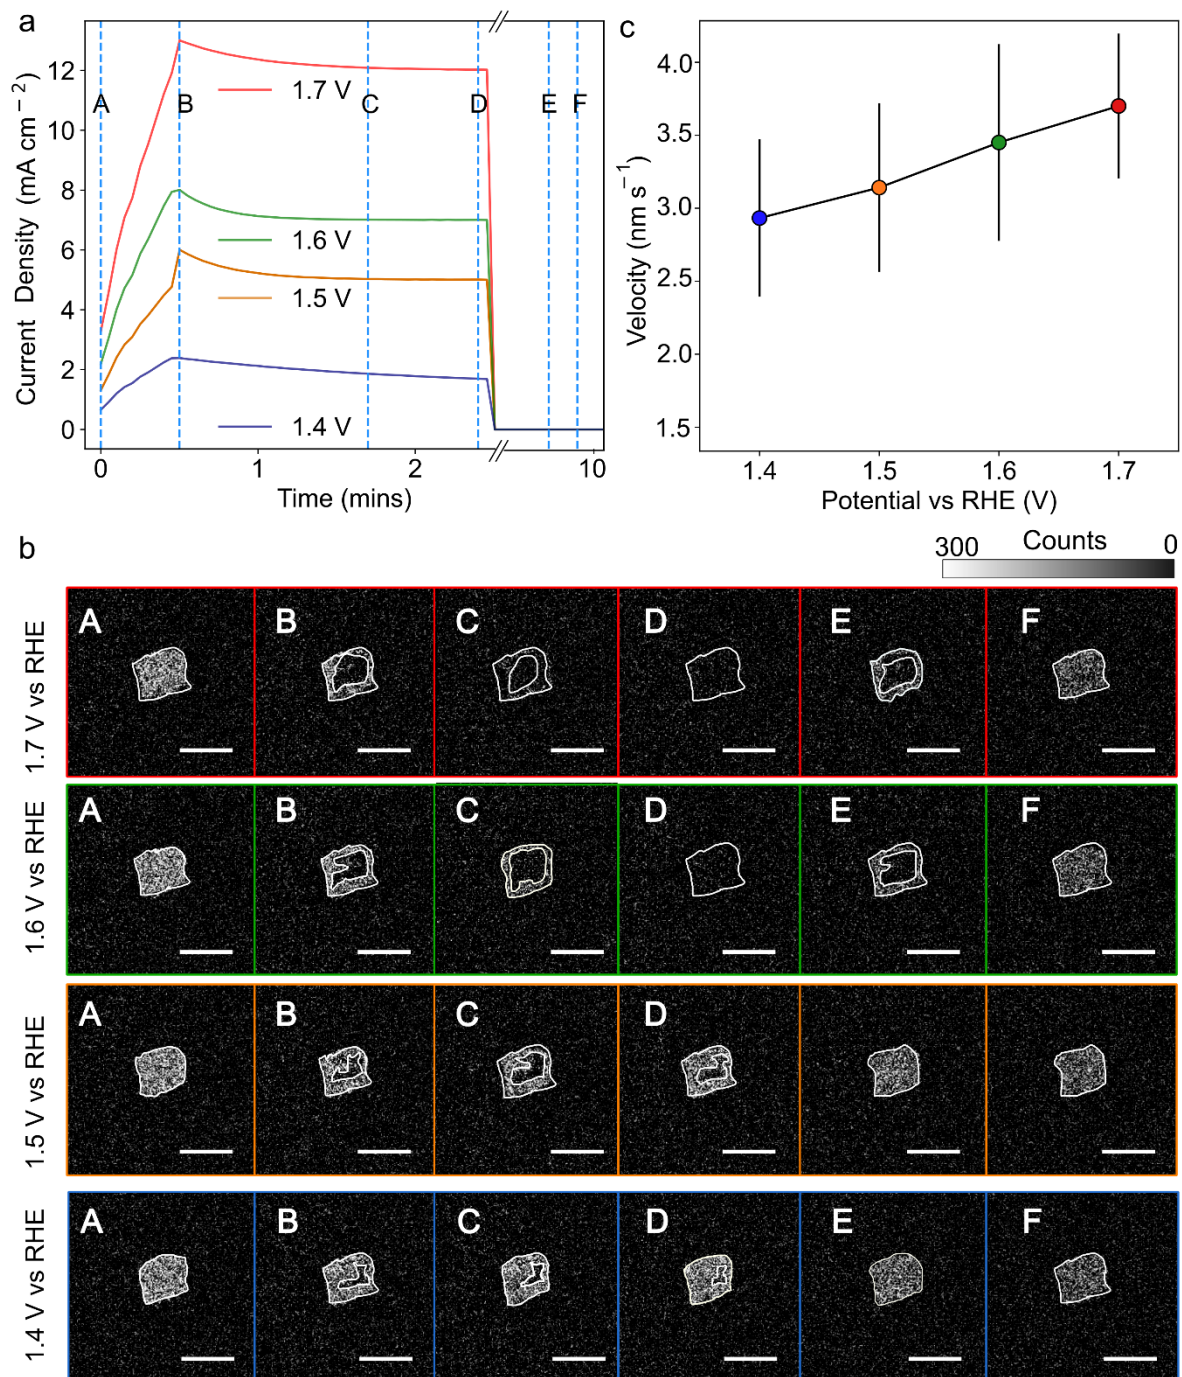 a
12
10
8
6
4
2
0
Current Density (mA cm⁻²)
A B C D E F
1.7 V
1.6 V
1.5 V
1.4 V
0 1 2 10
Time (mins)
c
4.0
3.5
3.0
2.5
2.0
1.5
Velocity (nm s⁻¹)
1.4 1.5 1.6 1.7
Potential vs RHE (V)
b
300 Counts 0
1.7 V vs RHE
A B C D E F
1.6 V vs RHE
A B C D E F
1.5 V vs RHE
A B C D
1.4 V vs RHE
A B C D E F